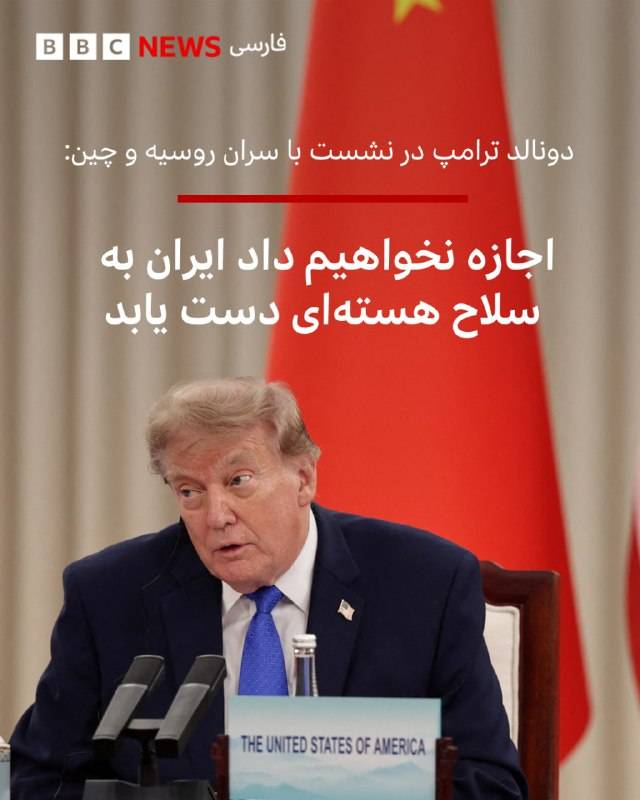 BBC NEWS فارسی
دونالد ترامپ در نشست با سران روسیه و چین:
اجازه نخواهیم داد ایران به
سلاح هسته‌ای دست یابد
THE UNITED STATES OF AMERICA